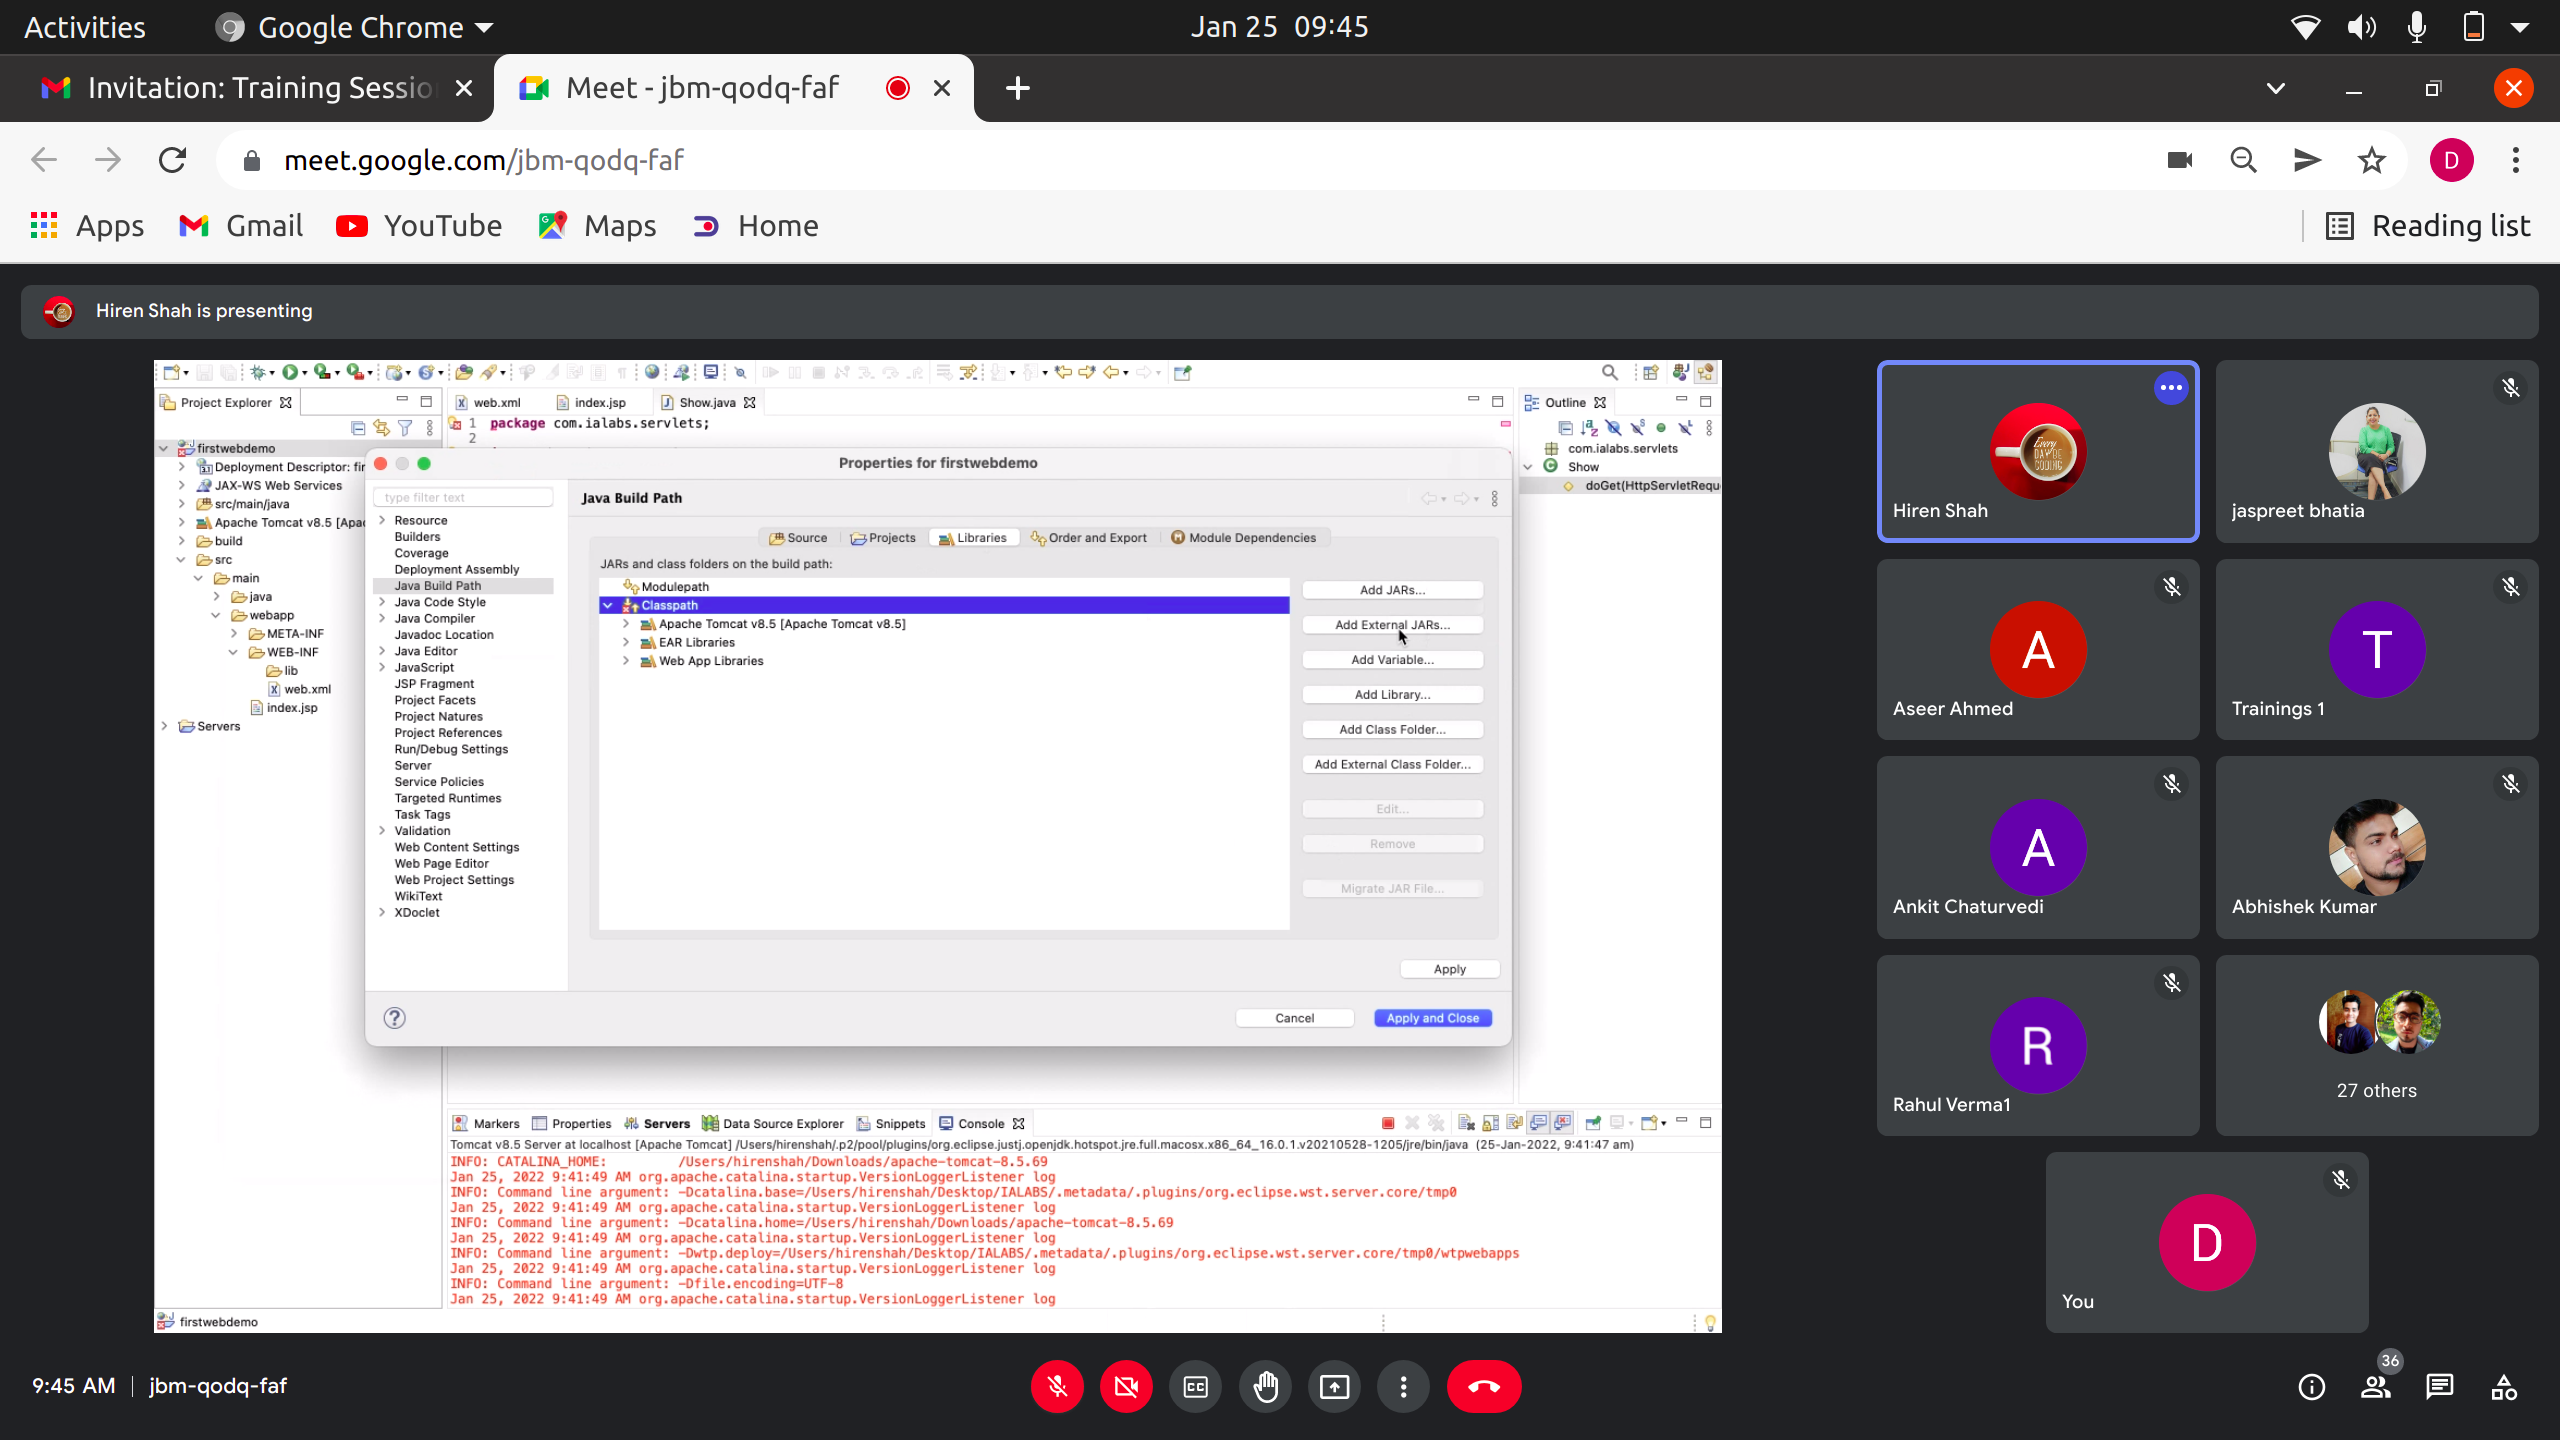 Activities
Google Chrome
Jan 25 09:45
Invitation: Training Sessio
Meet - jbm-qodq-faf
meet.google.com/jbm-qodq-faf
D
Apps
Gmail
YouTube
Maps
Home
Reading list
Hiren Shah is presenting
Project Explorer
web.xml
index.jsp
Show.java
Outline
1 package com.ialabs.servlets;
2
firstwebdemo
Deployment Descriptor: fir
JAX-WS Web Services
src/main/java
Apache Tomcat v8.5 [Apac
build
src
main
java
webapp
META-INF
WEB-INF
lib
web.xml
index.jsp
Servers
com.ialabs.servlets
Show
doGet(HttpServletRequ
Properties for firstwebdemo
type filter text
Resource
Builders
Coverage
Deployment Assembly
Java Build Path
Java Code Style
Java Compiler
Javadoc Location
Java Editor
JavaScript
JSP Fragment
Project Facets
Project Natures
Project References
Run/Debug Settings
Server
Service Policies
Targeted Runtimes
Task Tags
Validation
Web Content Settings
Web Page Editor
Web Project Settings
WikiText
XDoclet
Java Build Path
Source
Projects
Libraries
Order and Export
Module Dependencies
JARs and class folders on the build path:
Modulepath
Classpath
Apache Tomcat v8.5 [Apache Tomcat v8.5]
EAR Libraries
Web App Libraries
Add JARs...
Add External JARs...
Add Variable...
Add Library...
Add Class Folder...
Add External Class Folder...
Edit...
Remove
Migrate JAR File...
Apply
Cancel
Apply and Close
Markers
Properties
Servers
Data Source Explorer
Snippets
Console
Tomcat v8.5 Server at localhost [Apache Tomcat] /Users/hirenshah/.p2/pool/plugins/org.eclipse.justj.openjdk.hotspot.jre.full.macosx.x86_64_16.0.1.v20210528-1205/jre/bin/java (25-Jan-2022, 9:41:47 am)
INFO: CATALINA_HOME: /Users/hirenshah/Downloads/apache-tomcat-8.5.69
Jan 25, 2022 9:41:49 AM org.apache.catalina.startup.VersionLoggerListener log
INFO: Command line argument: -Dcatalina.base=/Users/hirenshah/Desktop/IALABS/.metadata/.plugins/org.eclipse.wst.server.core/tmp0
Jan 25, 2022 9:41:49 AM org.apache.catalina.startup.VersionLoggerListener log
INFO: Command line argument: -Dcatalina.home=/Users/hirenshah/Downloads/apache-tomcat-8.5.69
Jan 25, 2022 9:41:49 AM org.apache.catalina.startup.VersionLoggerListener log
INFO: Command line argument: -Dwtp.deploy=/Users/hirenshah/Desktop/IALABS/.metadata/.plugins/org.eclipse.wst.server.core/tmp0/wtpwebapps
Jan 25, 2022 9:41:49 AM org.apache.catalina.startup.VersionLoggerListener log
INFO: Command line argument: -Dfile.encoding=UTF-8
Jan 25, 2022 9:41:49 AM org.apache.catalina.startup.VersionLoggerListener log
firstwebdemo
Every
DAY BE
CODING
Hiren Shah
jaspreet bhatia
A
Aseer Ahmed
T
Trainings 1
A
Ankit Chaturvedi
Abhishek Kumar
R
Rahul Verma1
27 others
D
You
9:45 AM | jbm-qodq-faf
CC
36